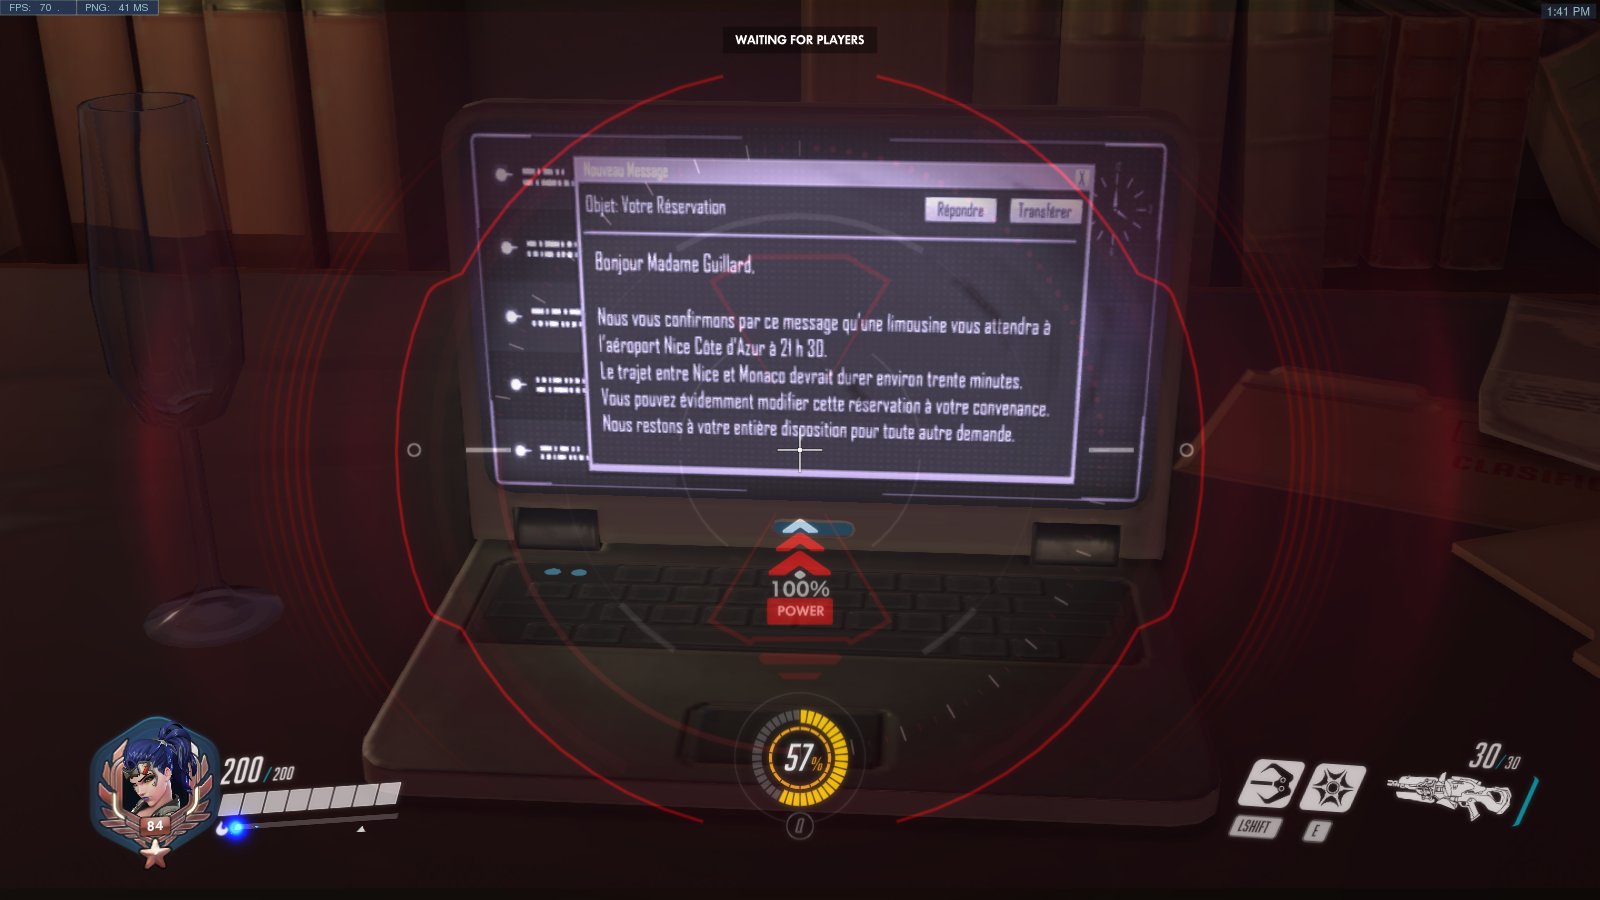 FPS: 70 . PNG: 41 MS
1:41 PM
WAITING FOR PLAYERS
Nouveau Message
X
Objet: Votre Réservation
Répondre
Transférer
Bonjour Madame Guillard,
Nous vous confirmons par ce message qu'une limousine vous attendra à
l'aéroport Nice Côte d'Azur à 21 h 30.
Le trajet entre Nice et Monaco devrait durer environ trente minutes.
Vous pouvez évidemment modifier cette réservation à votre convenance.
Nous restons à votre entière disposition pour toute autre demande.
100%
POWER
57%
84
200/200
LSHIFT
E
30/30